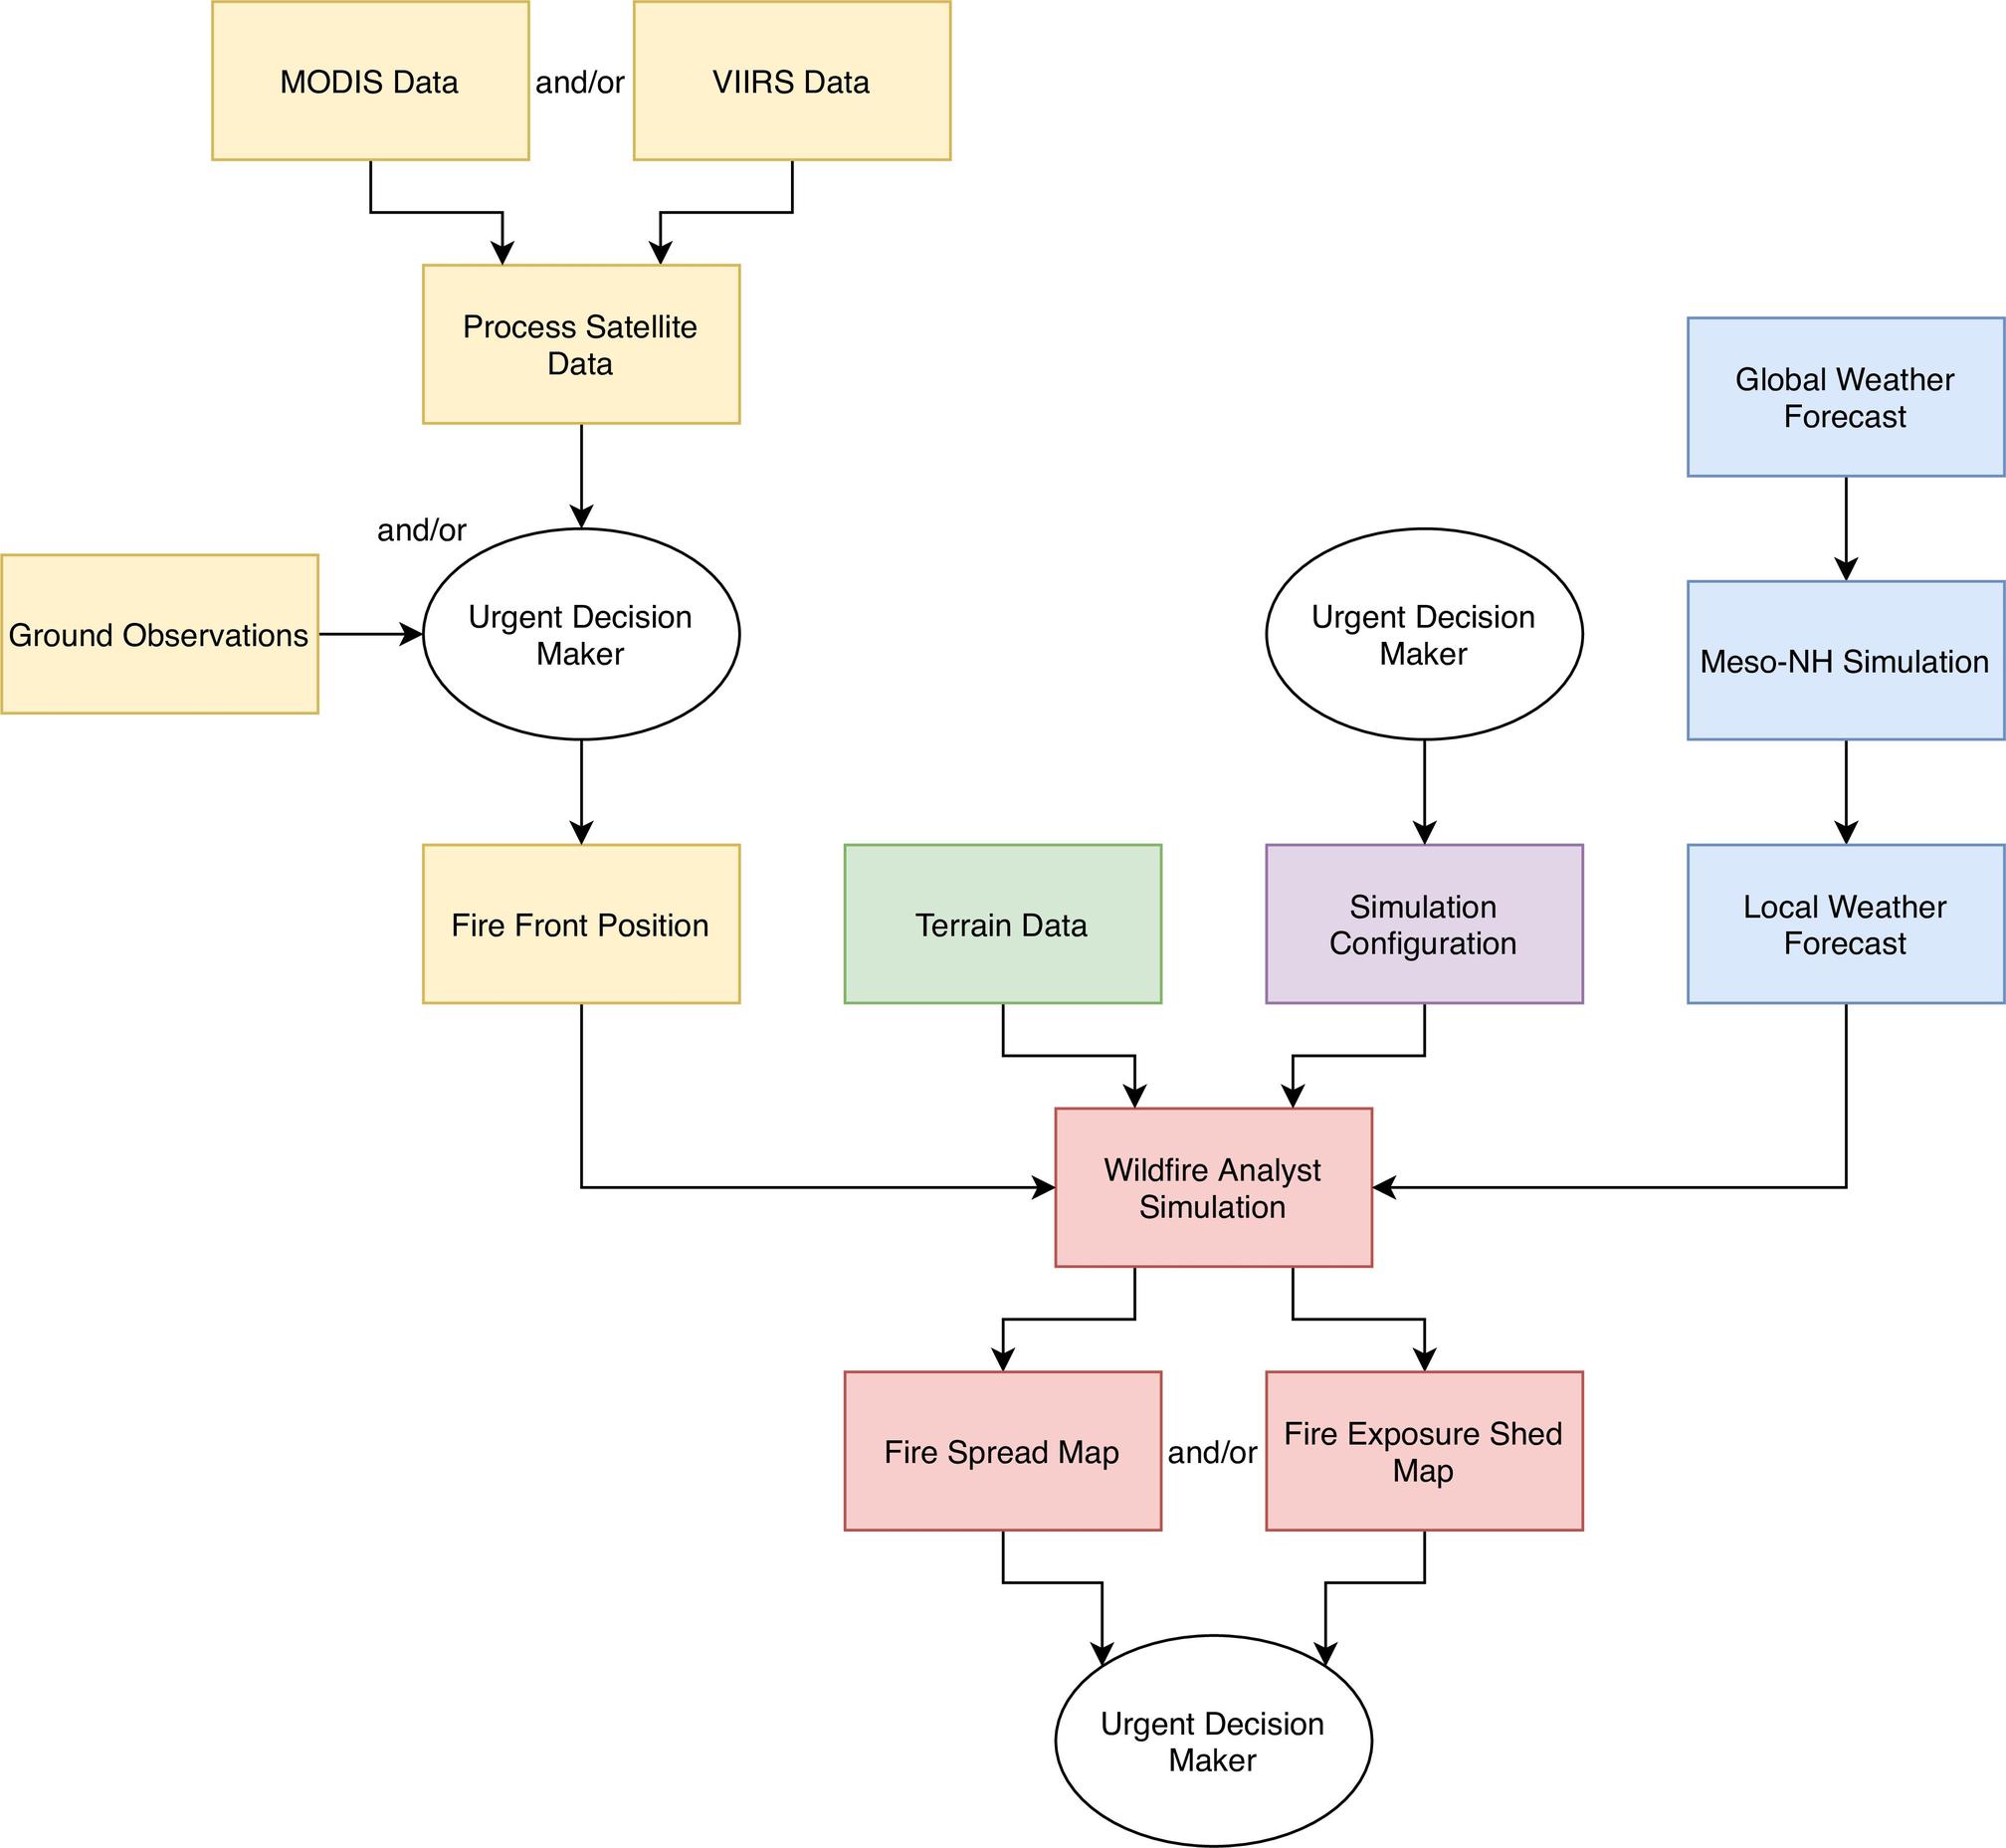 MODIS Data
and/or
VIIRS Data
Process Satellite
Data
Global Weather
Forecast
and/or
Ground Observations
Urgent Decision
Maker
Urgent Decision
Maker
Meso-NH Simulation
Fire Front Position
Terrain Data
Simulation
Configuration
Local Weather
Forecast
Wildfire Analyst
Simulation
Fire Spread Map
and/or
Fire Exposure Shed
Map
Urgent Decision
Maker